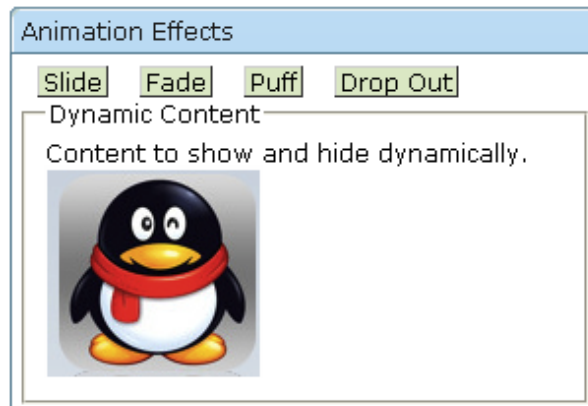 Animation Effects
Slide Fade Puff Drop Out
Dynamic Content
Content to show and hide dynamically.